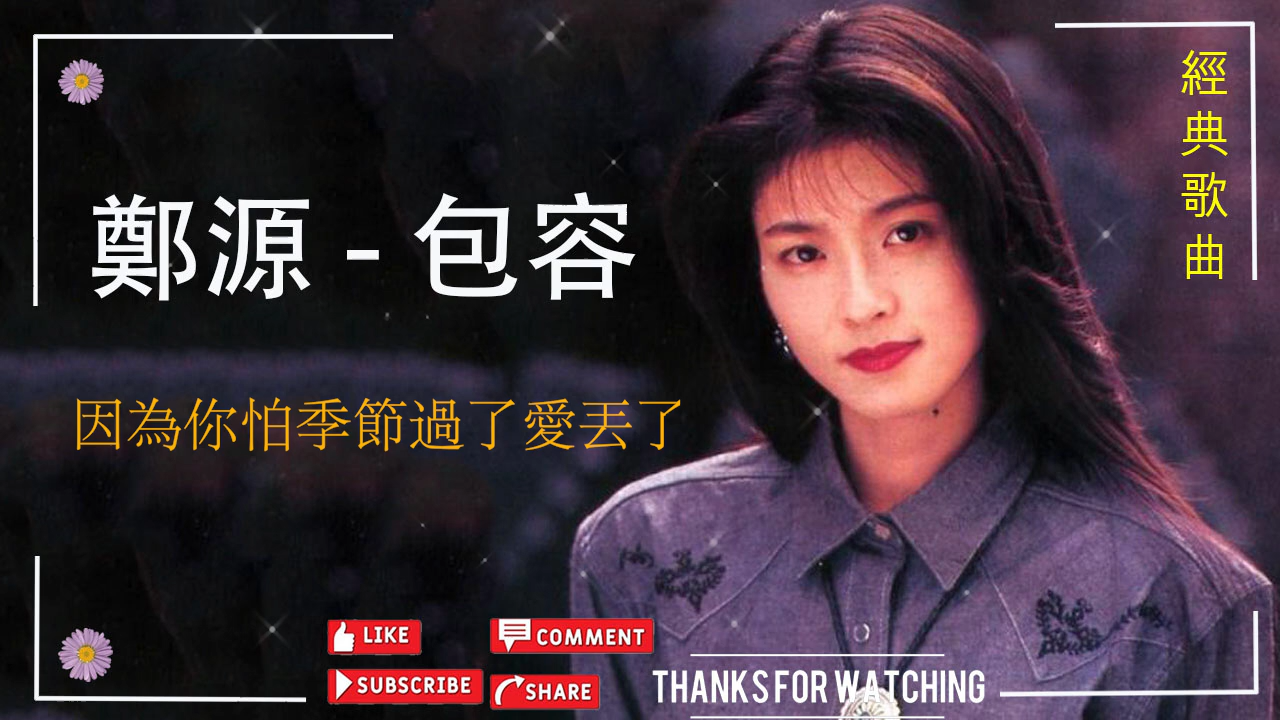 鄭源 - 包容
因為你怕季節過了愛丟了
經典歌曲
LIKE
COMMENT
SUBSCRIBE
SHARE
THANKS FOR WATCHING